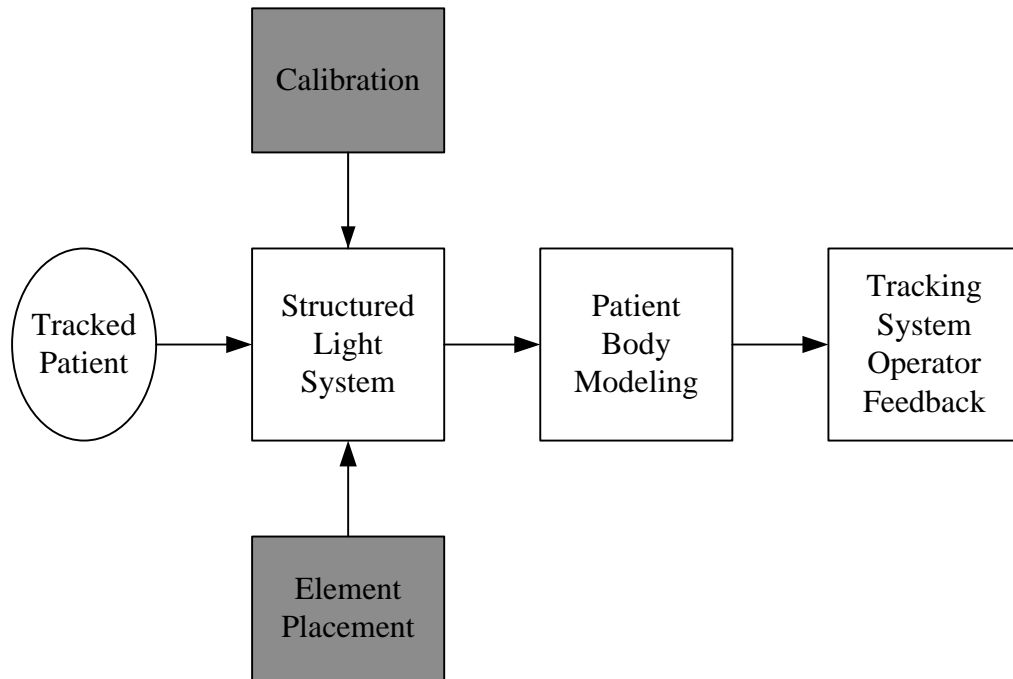 Calibration
Tracked
Patient
Structured
Light
System
Patient
Body
Modeling
Tracking
System
Operator
Feedback
Element
Placement